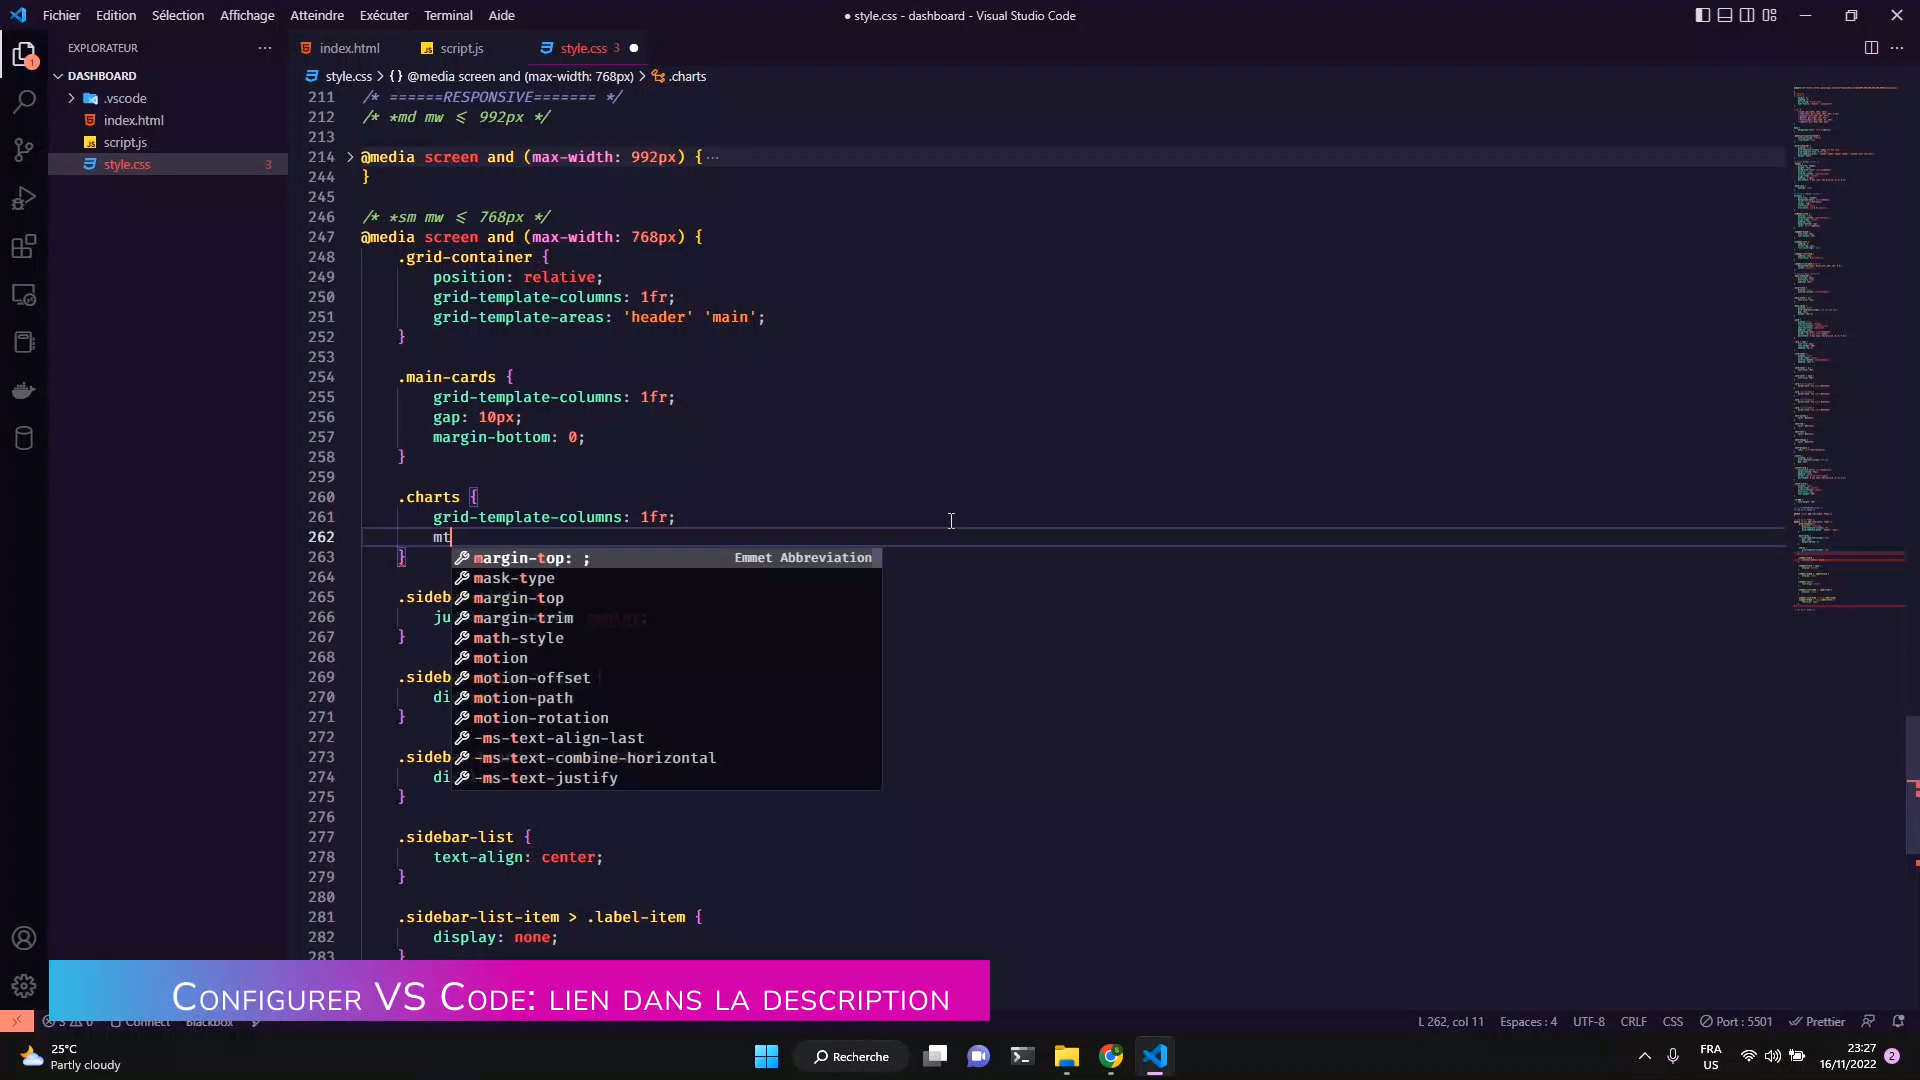 Fichier Edition Sélection Affichage Atteindre Exécuter Terminal Aide
● style.css - dashboard - Visual Studio Code
EXPLORATEUR
index.html
script.js
style.css 3
DASHBOARD
style.css > {} @media screen and (max-width: 768px) > .charts
.vscode
index.html
script.js
style.css 3
211 /* ======RESPONSIVE======= */
212 /* *md mw <= 992px */
213
214 @media screen and (max-width: 992px) { ...
244 }
245
246 /* *sm mw <= 768px */
247 @media screen and (max-width: 768px) {
248 .grid-container {
249 position: relative;
250 grid-template-columns: 1fr;
251 grid-template-areas: 'header' 'main';
252 }
253
254 .main-cards {
255 grid-template-columns: 1fr;
256 gap: 10px;
257 margin-bottom: 0;
258 }
259
260 .charts {
261 grid-template-columns: 1fr;
262 mt
263 }
264
265 .sideb
266 ju
267 }
268
269 .sideb
270 di
271 }
272
273 .sideb
274 di
275 }
276
277 .sidebar-list {
278 text-align: center;
279 }
280
281 .sidebar-list-item > .label-item {
282 display: none;
283 }
margin-top: ; Emmet Abbreviation
mask-type
margin-top
margin-trim
math-style
motion
motion-offset
motion-path
motion-rotation
-ms-text-align-last
-ms-text-combine-horizontal
-ms-text-justify
CONFIGURER VS CODE: LIEN DANS LA DESCRIPTION
3 0 Connect Blackbox
L 262, col 11 Espaces : 4 UTF-8 CRLF CSS Port : 5501 Prettier
25°C
Partly cloudy
Recherche
FRA
US
23:27
16/11/2022
2
1